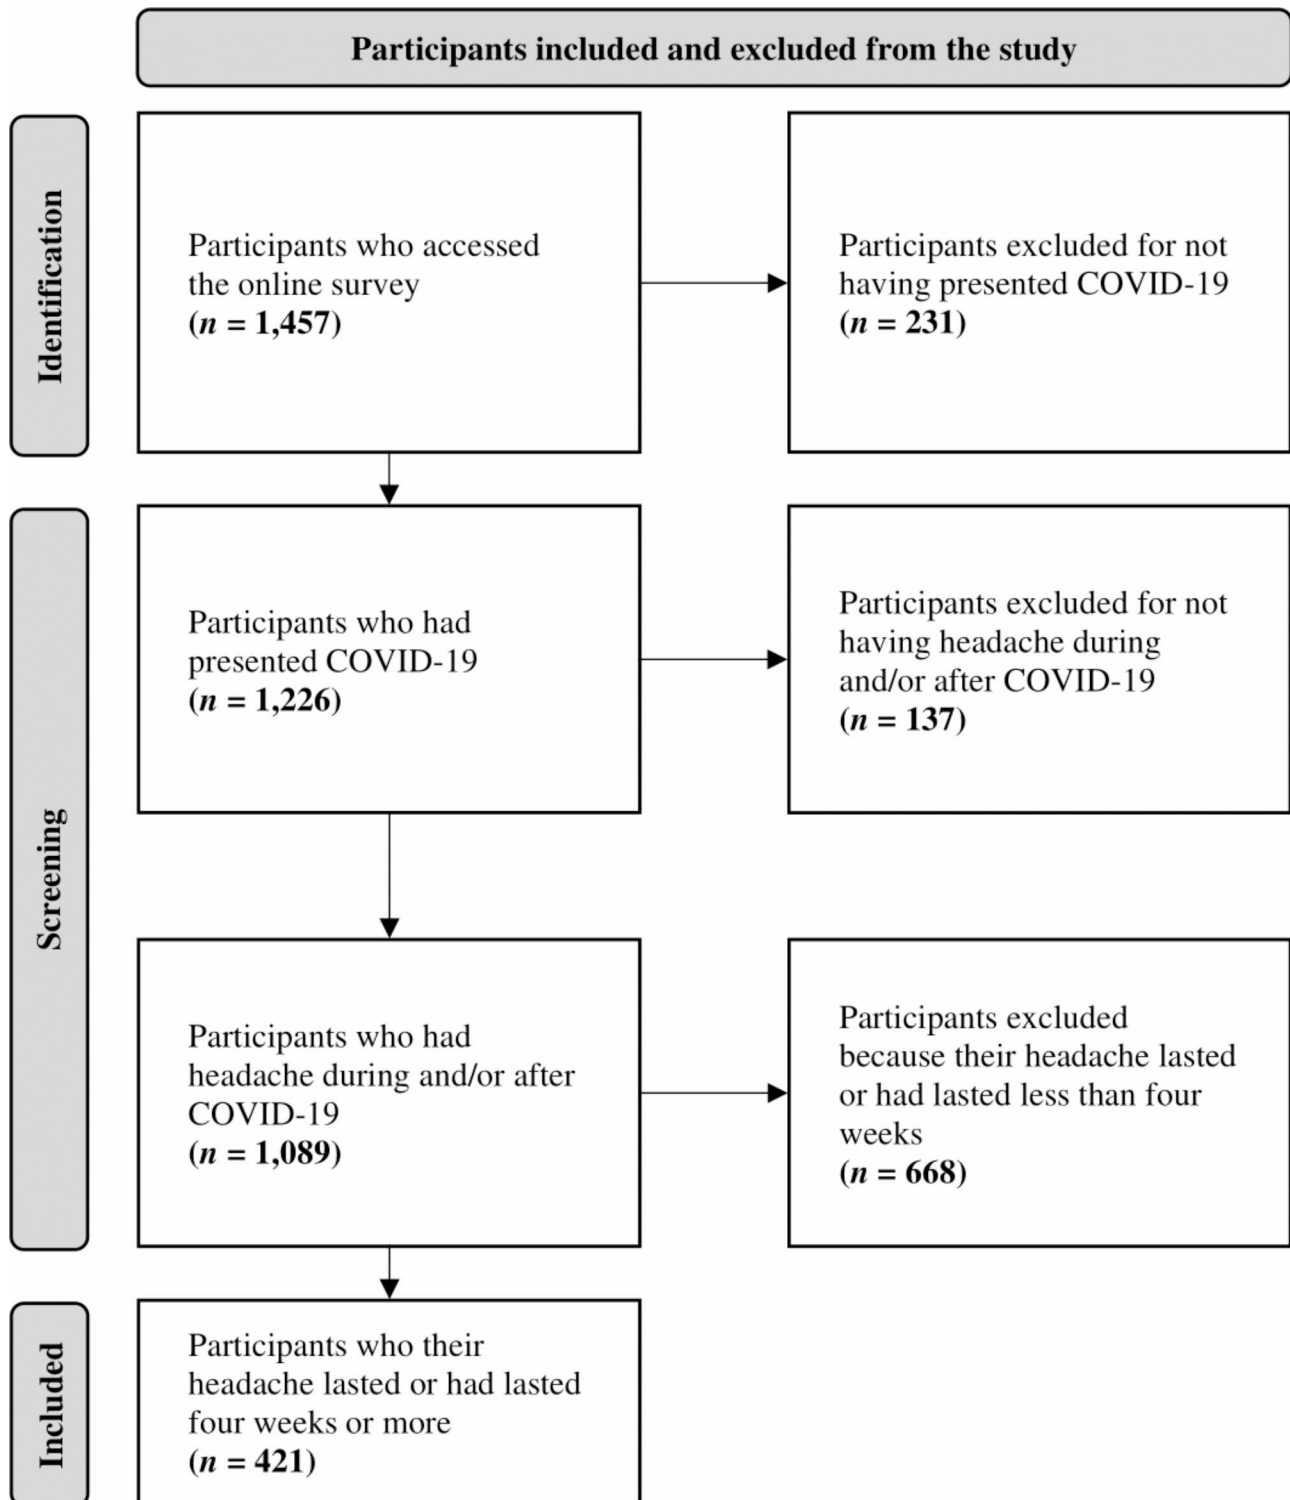 Participants included and excluded from the study
Identification
Participants who accessed
the online survey
(n = 1,457)
Participants excluded for not
having presented COVID-19
(n = 231)
Screening
Participants who had
presented COVID-19
(n = 1,226)
Participants excluded for not
having headache during
and/or after COVID-19
(n = 137)
Participants who had
headache during and/or after
COVID-19
(n = 1,089)
Participants excluded
because their headache lasted
or had lasted less than four
weeks
(n = 668)
Included
Participants who their
headache lasted or had lasted
four weeks or more
(n = 421)